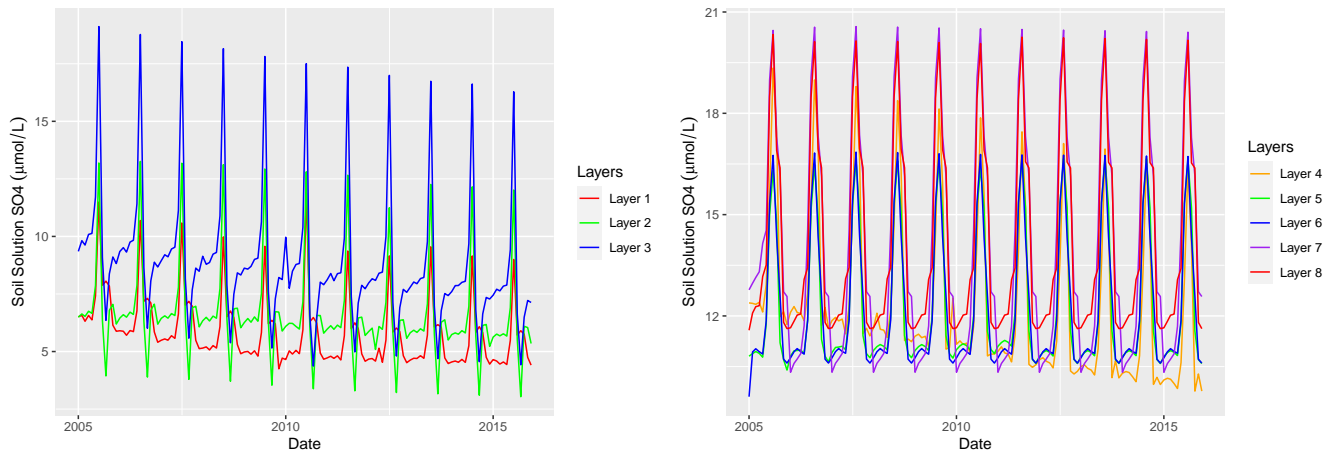 Soil Solution SO4 (μmol/L)
15
10
5
2005
2010
2015
Date
Layers
Layer 1
Layer 2
Layer 3
Soil Solution SO4 (μmol/L)
21
18
15
12
2005
2010
2015
Date
Layers
Layer 4
Layer 5
Layer 6
Layer 7
Layer 8